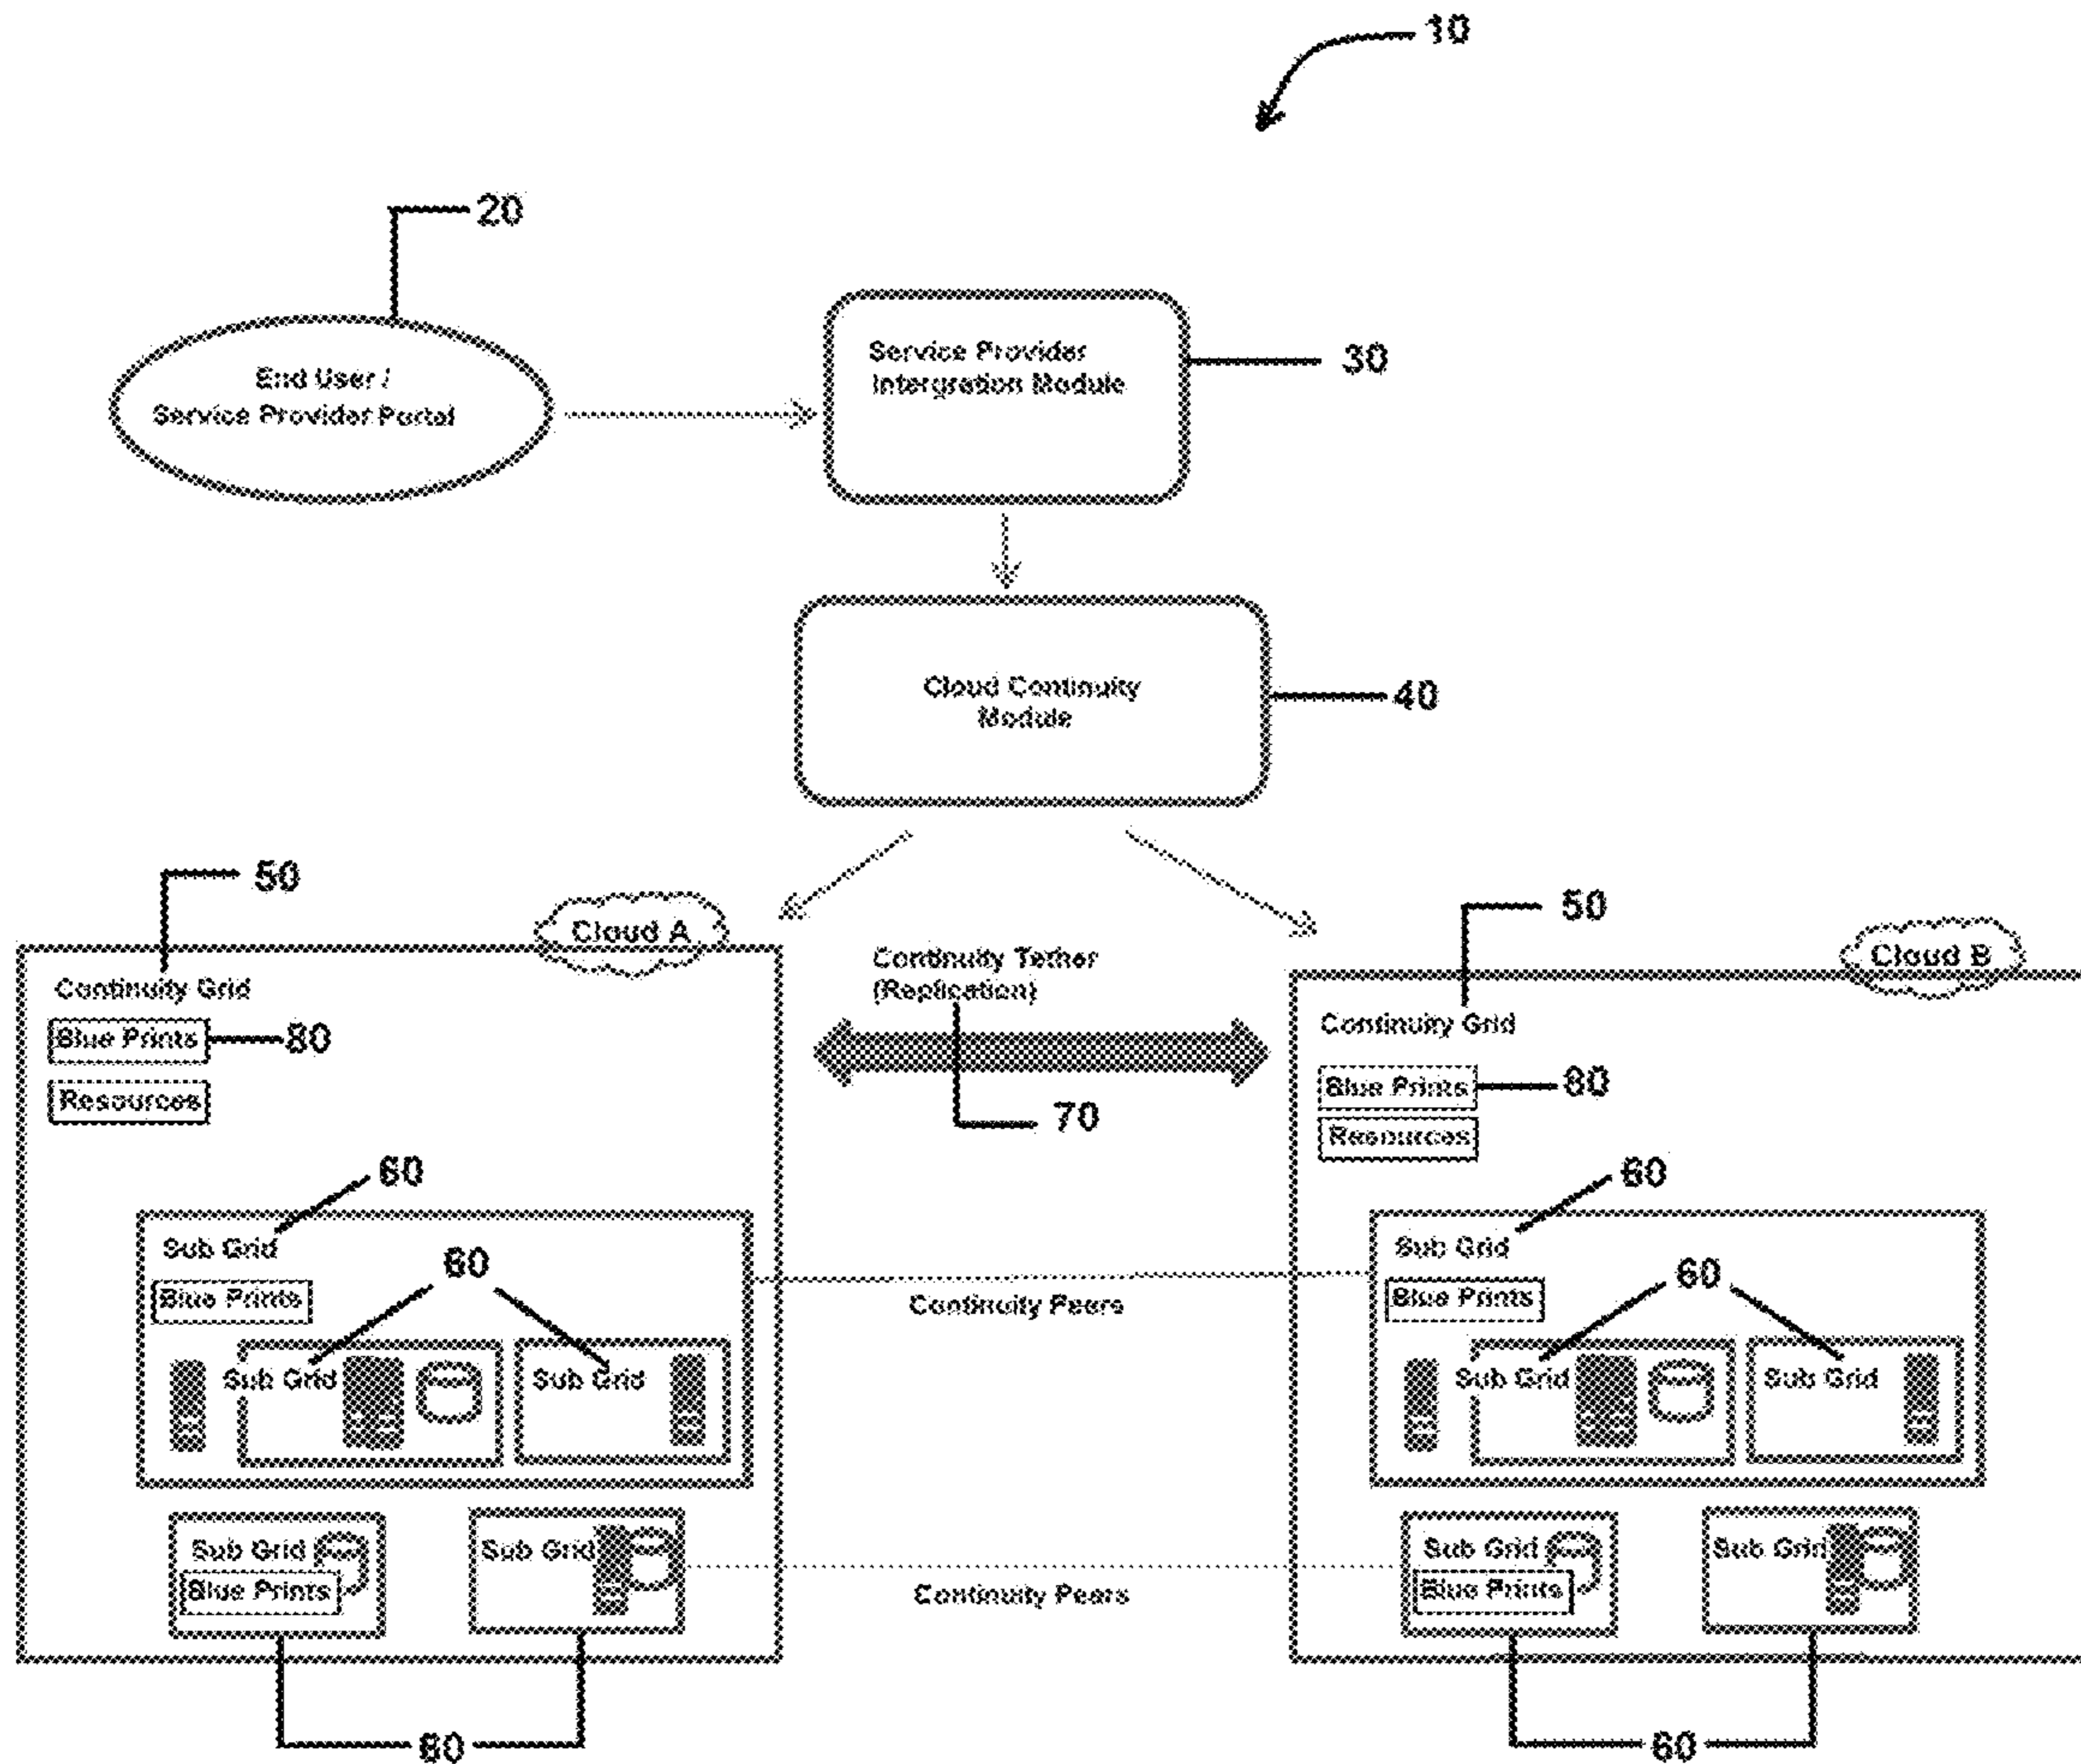 10
20
End User /
Service Provider Portal
Service Provider
Intergration Module
30
Cloud Continuity
Module
40
50
Cloud A
Continuity Grid
Blue Prints
80
Resources
Continuity Tether
(Replication)
70
50
Cloud B
Continuity Grid
Blue Prints
80
Resources
60
Sub Grid
60
Blue Prints
Sub Grid
Sub Grid
Continuity Peers
60
Sub Grid
60
Blue Prints
Sub Grid
Sub Grid
Sub Grid
Blue Prints
Sub Grid
Continuity Peers
Sub Grid
Blue Prints
Sub Grid
60
60